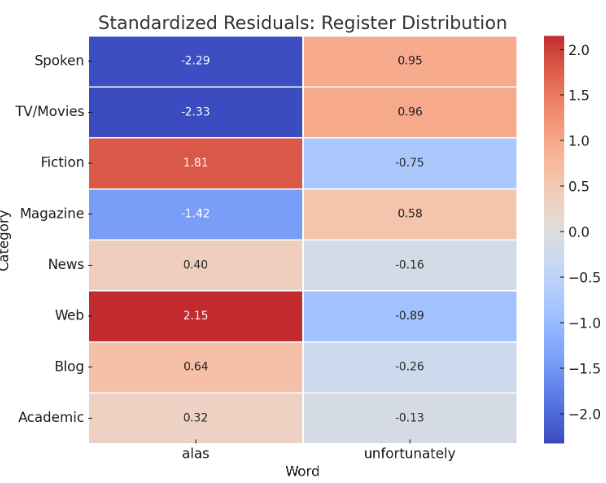 Standardized Residuals: Register Distribution
Spoken -2.29 0.95
TV/Movies -2.33 0.96
Fiction 1.81 -0.75
Magazine -1.42 0.58
News 0.40 -0.16
Web 2.15 -0.89
Blog 0.64 -0.26
Academic 0.32 -0.13
alas unfortunately
Word
Category
2.0
1.5
1.0
0.5
0.0
−0.5
−1.0
−1.5
−2.0